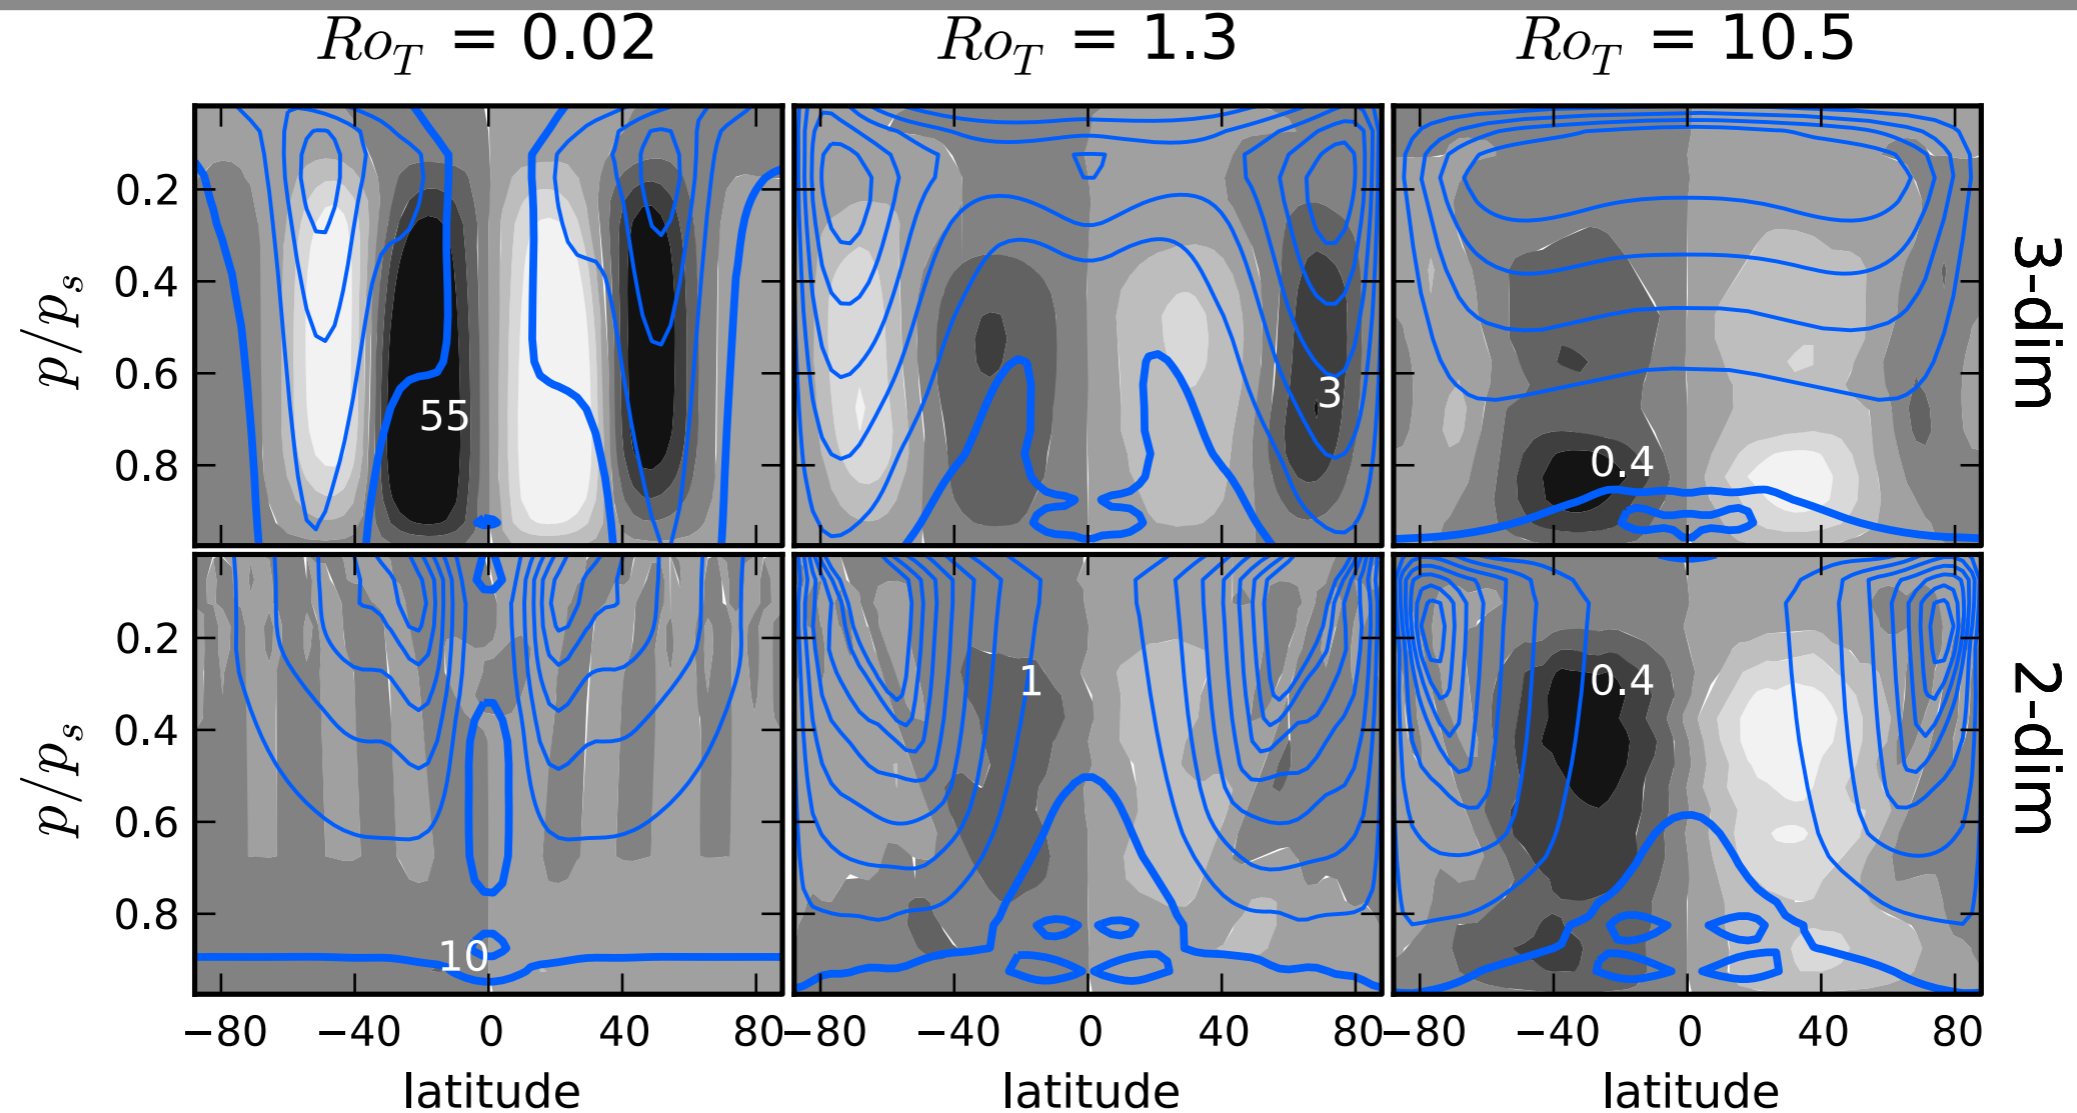 Ro_T = 0.02 Ro_T = 1.3 Ro_T = 10.5
p/p_s
0.2
0.4
0.6
0.8
55
3
0.4
3-dim
p/p_s
0.2
0.4
0.6
0.8
10
1
0.4
2-dim
−80 −40 0 40 80 −80 −40 0 40 80 −80 −40 0 40 80
latitude latitude latitude